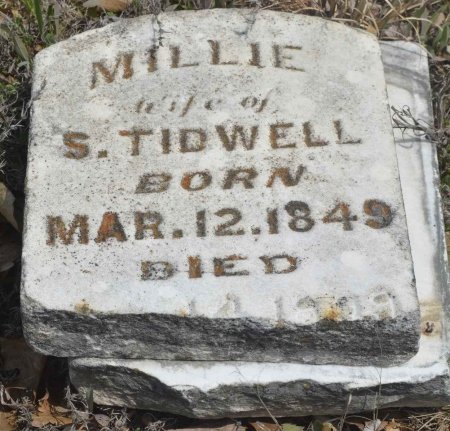 MILLIE
Wife of
S. TIDWELL
BORN
MAR. 12. 1849
DIED